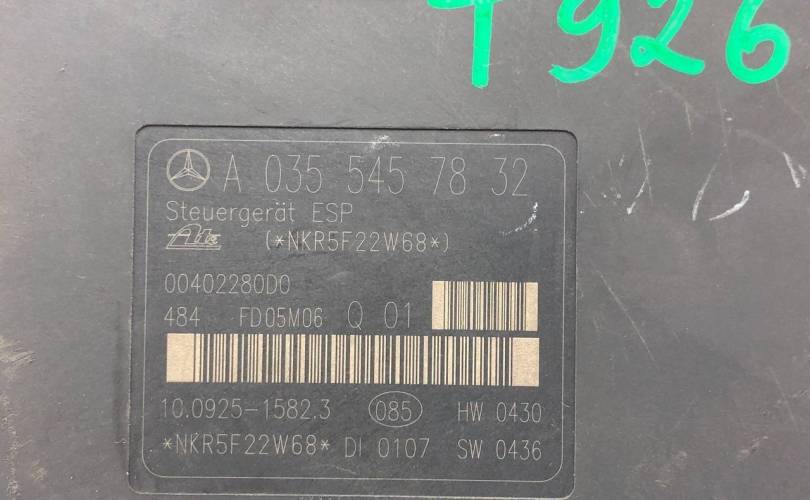 T926
A 035 545 78 32
Steuergerät ESP
Ate (*NKR5F22W68*)
00402280D0
484 FD05M06 Q 01
10.0925-1582.3 085 HW 0430
*NKR5F22W68* DI 0107 SW 0436